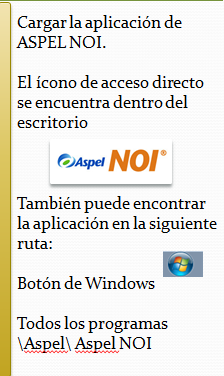 Cargar la aplicación de
ASPEL NOI.
El ícono de acceso directo
se encuentra dentro del
escritorio
Aspel NOI®
También puede encontrar
la aplicación en la siguiente
ruta:
Botón de Windows
Todos los programas
\Aspel\ Aspel NOI